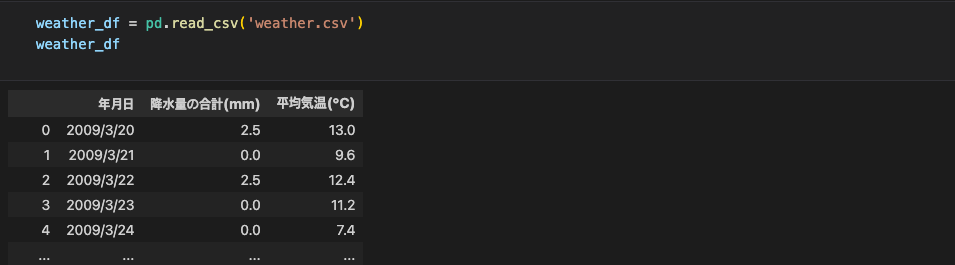 weather_df = pd.read_csv('weather.csv')
weather_df
年月日 降水量の合計(mm) 平均気温(℃)
0 2009/3/20 2.5 13.0
1 2009/3/21 0.0 9.6
2 2009/3/22 2.5 12.4
3 2009/3/23 0.0 11.2
4 2009/3/24 0.0 7.4
... ... ... ...